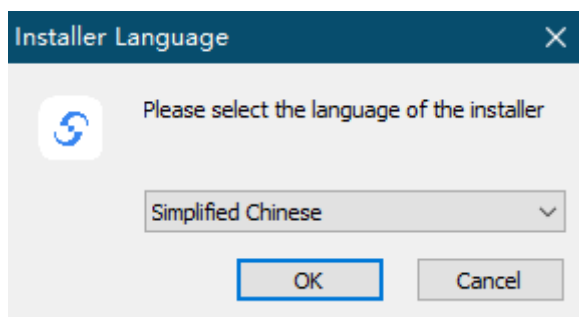 Installer Language
Please select the language of the installer
Simplified Chinese
OK
Cancel